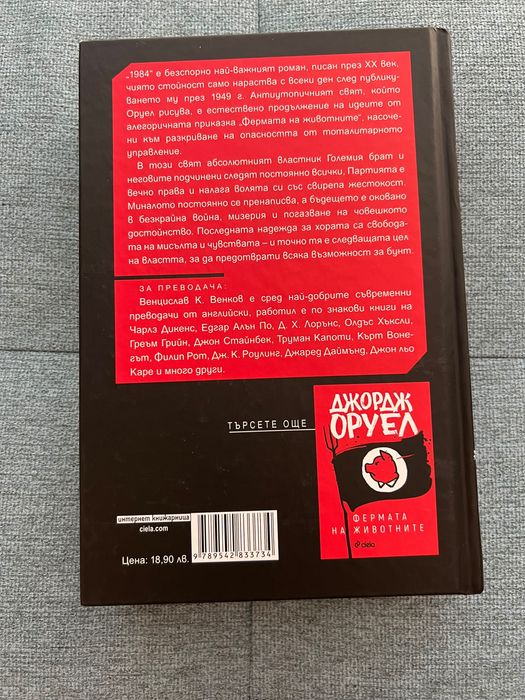 „1984“ е безспорно най-важният роман, писан през XX век,
чиято стойност само нараства с всеки ден след публику-
ването му през 1949 г. Антиутопичният свят, който
Оруел рисува, е естествено продължение на идеите от
алегоричната приказка „Фермата на животните“, насоче-
ни към разкриване на опасността от тоталитарното
управление.
В този свят абсолютният властник Големия брат и
неговите подчинени следят постоянно всички, Партията е
вечно права и налага волята си със свирепа жестокост.
Миналото постоянно се пренаписва, а бъдещето е оковано
в безкрайна война, мизерия и погазване на човешкото
достойнство. Последната надежда за хората са свобода-
та на мисълта и чувствата – и точно тя е следващата цел
на властта, за да предотврати всяка възможност за бунт.
ЗА ПРЕВОДАЧА:
Венцислав К. Венков е сред най-добрите съвременни
преводачи от английски, работил е по знакови книги на
Чарлз Дикенс, Едгар Алън По, Д. Х. Лорънс, Олдъс Хъксли,
Греъм Грийн, Джон Стайнбек, Труман Капоти, Кърт Воне-
гът, Филип Рот, Дж. К. Роулинг, Джаред Даймънд, Джон льо
Каре и много други.
ТЪРСЕТЕ ОЩЕ
ДЖОРДЖ
ОРУЕЛ
ФЕРМАТА
НА ЖИВОТНИТЕ
ciela
интернет книжарница
ciela.com
Цена: 18,90 лв.
9 789542 833734